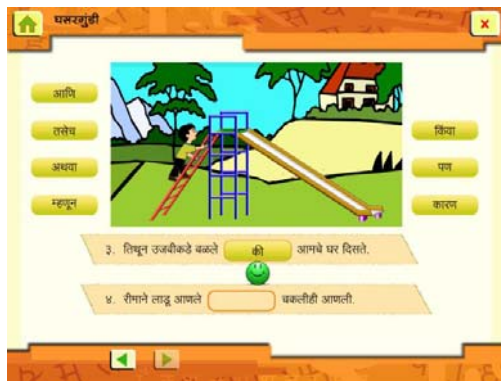 घसरगुंडी
आणि
तसेच
अथवा
म्हणून
किंवा
पण
कारण
३. तिथून उजवीकडे वळले की आमचे घर दिसते.
४. रीमाने लाडू आणले चकलीही आणली.